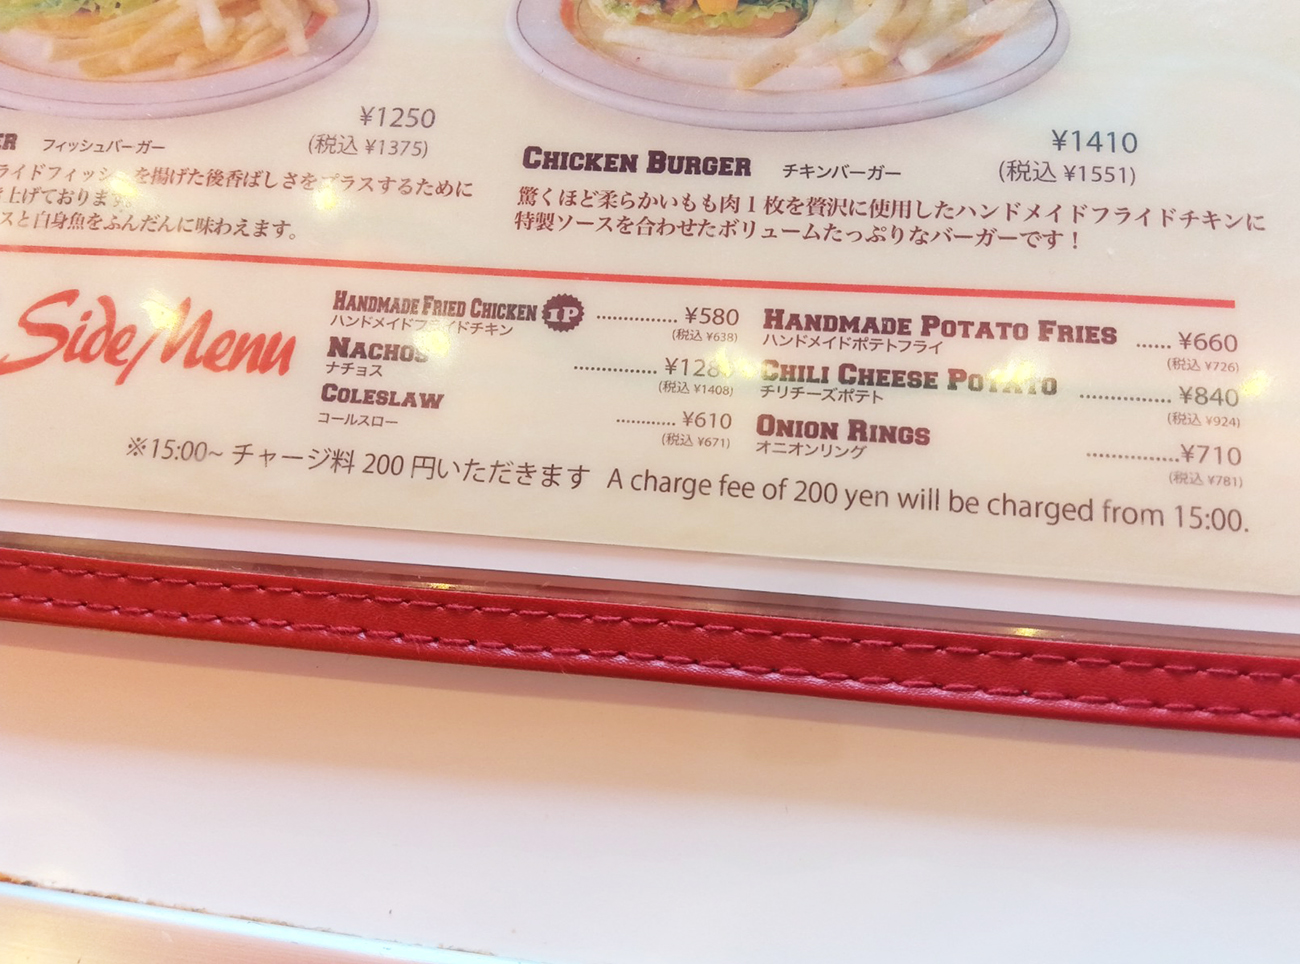 ¥1250
フィッシュバーガー
(税込 ¥1375)
を揚げた後香ばしさをプラスするために
上げております。
スと白身魚をふんだんに味わえます。
¥1410
CHICKEN BURGER チキンバーガー
(税込 ¥1551)
驚くほど柔らかいもも肉1枚を贅沢に使用したハンドメイドフライドチキンに
特製ソースを合わせたボリュームたっぷりなバーガーです！
Side Menu
HANDMADE FRIED CHICKEN 1P .............. ¥580
ハンドメイドフライドチキン
(税込 ¥638)
NACHOS
ナチョス
(税込 ¥1408)
COLESLAW ............ ¥610
コールスロー
(税込 ¥671)
HANDMADE POTATO FRIES ...... ¥660
ハンドメイドポテトフライ
(税込 ¥726)
CHILI CHEESE POTATO ............... ¥840
チリチーズポテト
(税込 ¥924)
ONION RINGS ............... ¥710
オニオンリング
(税込 ¥781)
※15:00~ チャージ料 200 円いただきます A charge fee of 200 yen will be charged from 15:00.